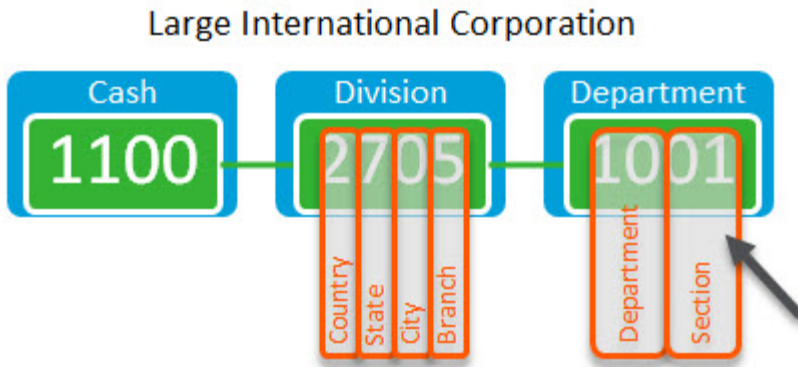 Large International Corporation
Cash Division Department
1100 2705 1001
Country State City Branch Department Section